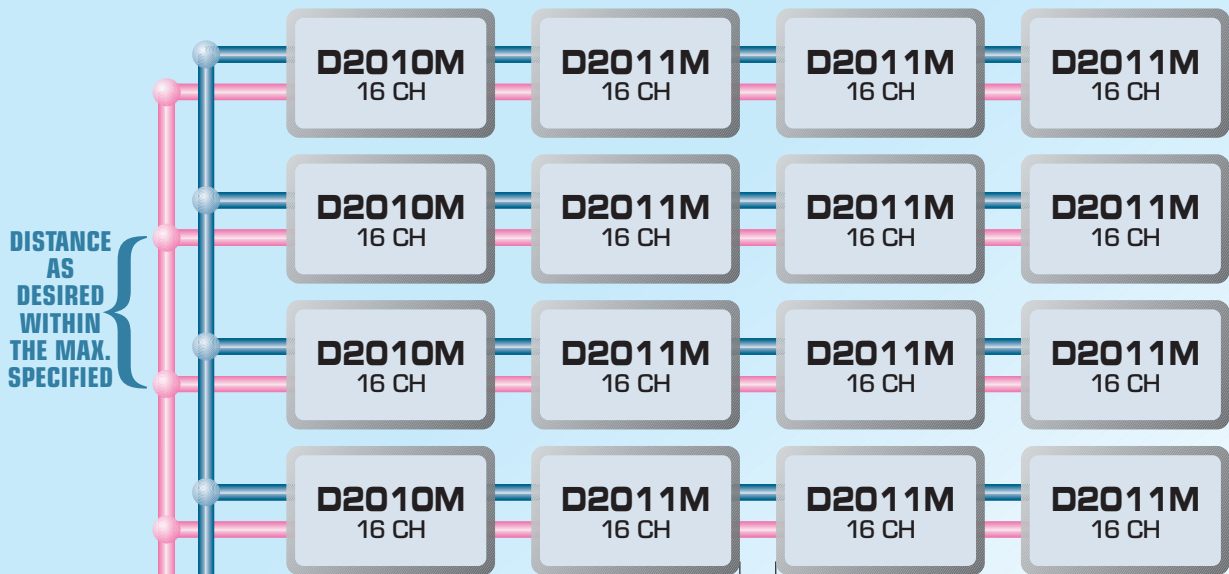 D2010M
16 CH
D2011M
16 CH
D2011M
16 CH
D2011M
16 CH
D2010M
16 CH
D2011M
16 CH
D2011M
16 CH
D2011M
16 CH
DISTANCE
AS
DESIRED
WITHIN
THE MAX.
SPECIFIED
D2010M
16 CH
D2011M
16 CH
D2011M
16 CH
D2011M
16 CH
D2010M
16 CH
D2011M
16 CH
D2011M
16 CH
D2011M
16 CH